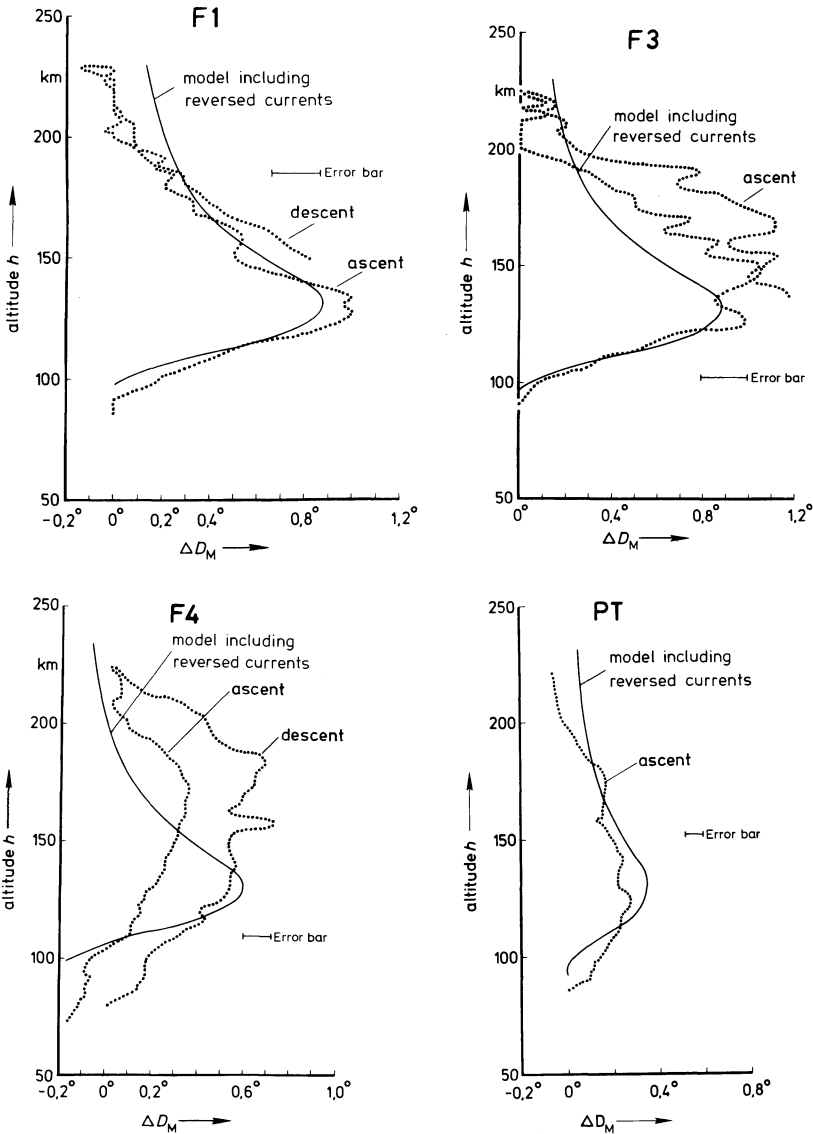 F1
250
km
200
150
100
50
model including
reversed currents
Error bar
descent
ascent
altitude h
-0,2° 0° 0,2° 0,4° 0,8° 1,2°
ΔD_M
F3
250
km
200
150
100
50
model including
reversed currents
ascent
Error bar
altitude h
0° 0,4° 0,8° 1,2°
ΔD_M
F4
250
km
200
150
100
50
model including
reversed currents
ascent
descent
Error bar
altitude h
-0,2° 0° 0,2° 0,6° 1,0°
ΔD_M
PT
250
200
150
100
50
model including
reversed currents
ascent
Error bar
altitude h
-0,2° 0° 0,4° 0,8°
ΔD_M